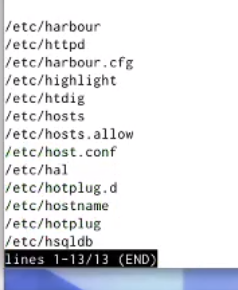 /etc/harbour
/etc/httpd
/etc/harbour.cfg
/etc/highlight
/etc/htdig
/etc/hosts
/etc/hosts.allow
/etc/host.conf
/etc/hal
/etc/hotplug.d
/etc/hostname
/etc/hotplug
/etc/hsqldb
lines 1-13/13 (END)